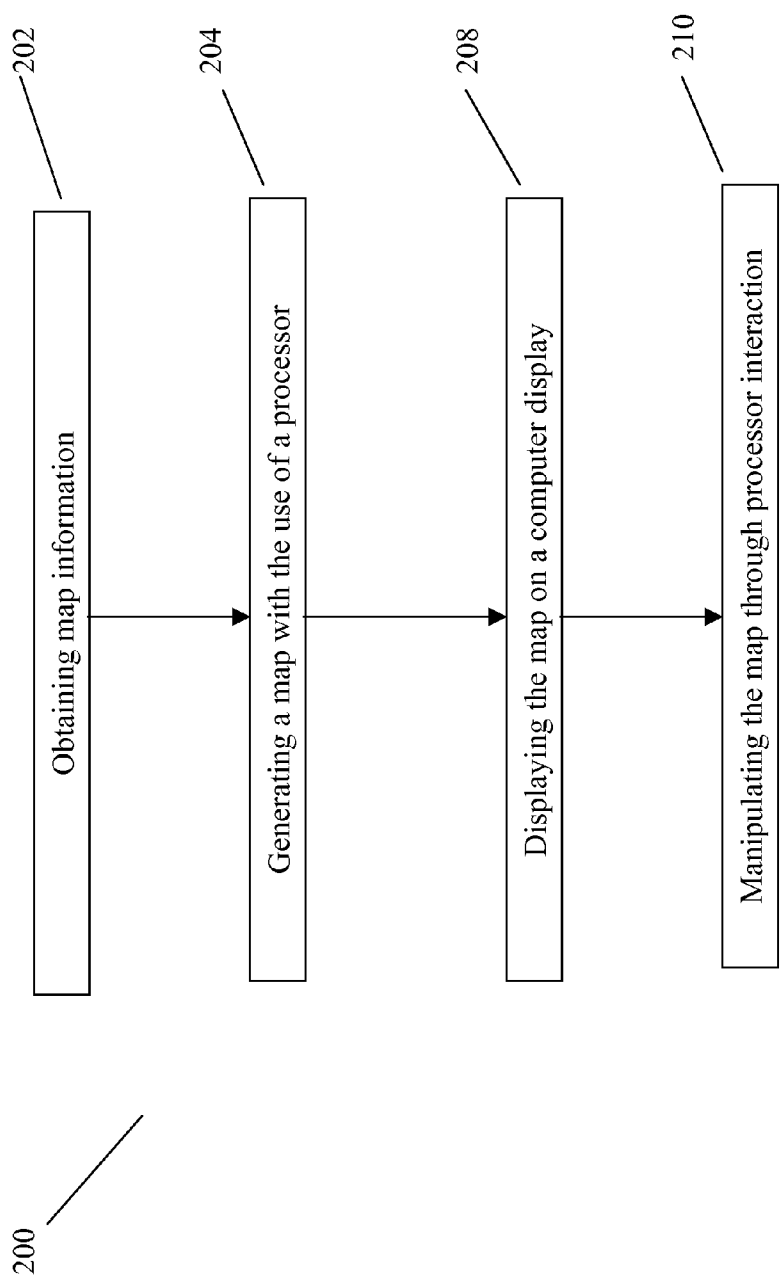 200
202
Obtaining map information
204
Generating a map with the use of a processor
208
Displaying the map on a computer display
210
Manipulating the map through processor interaction